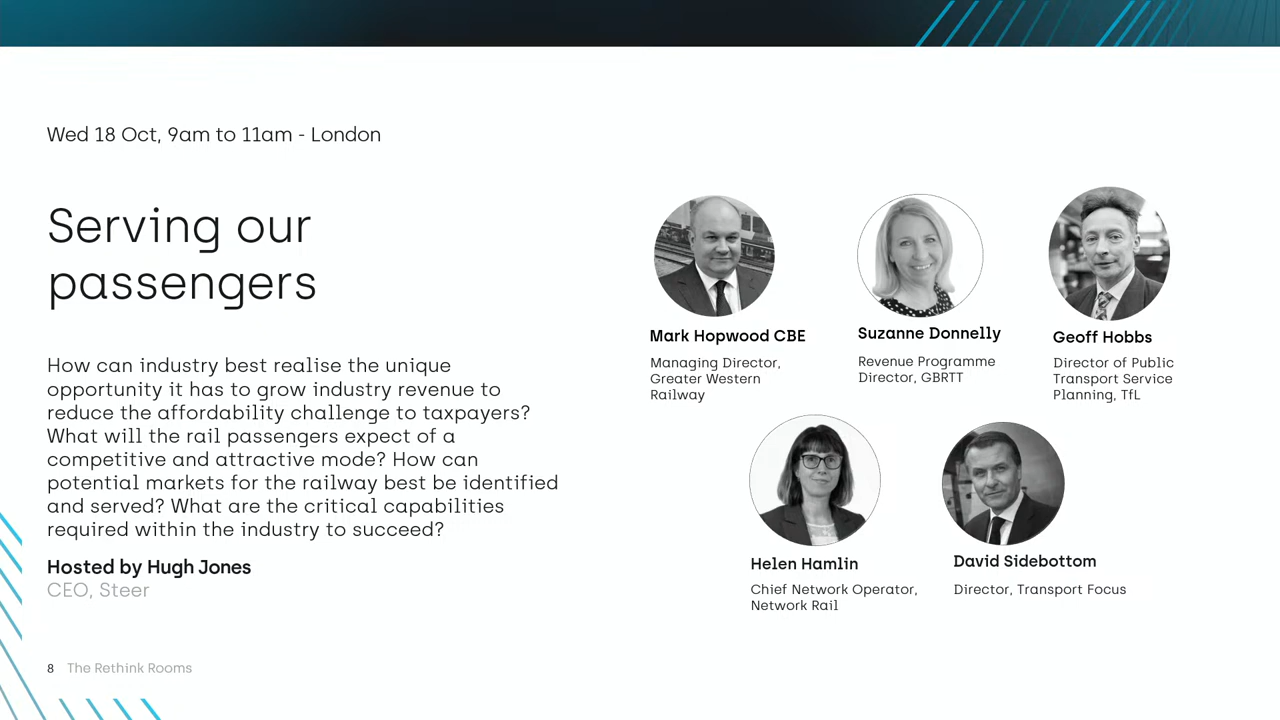 Wed 18 Oct, 9am to 11am - London
Serving our
passengers
How can industry best realise the unique
opportunity it has to grow industry revenue to
reduce the affordability challenge to taxpayers?
What will the rail passengers expect of a
competitive and attractive mode? How can
potential markets for the railway best be identified
and served? What are the critical capabilities
required within the industry to succeed?
Hosted by Hugh Jones
CEO, Steer
Mark Hopwood CBE
Managing Director,
Greater Western
Railway
Suzanne Donnelly
Revenue Programme
Director, GBRTT
Geoff Hobbs
Director of Public
Transport Service
Planning, TfL
Helen Hamlin
Chief Network Operator,
Network Rail
David Sidebottom
Director, Transport Focus
8 The Rethink Rooms